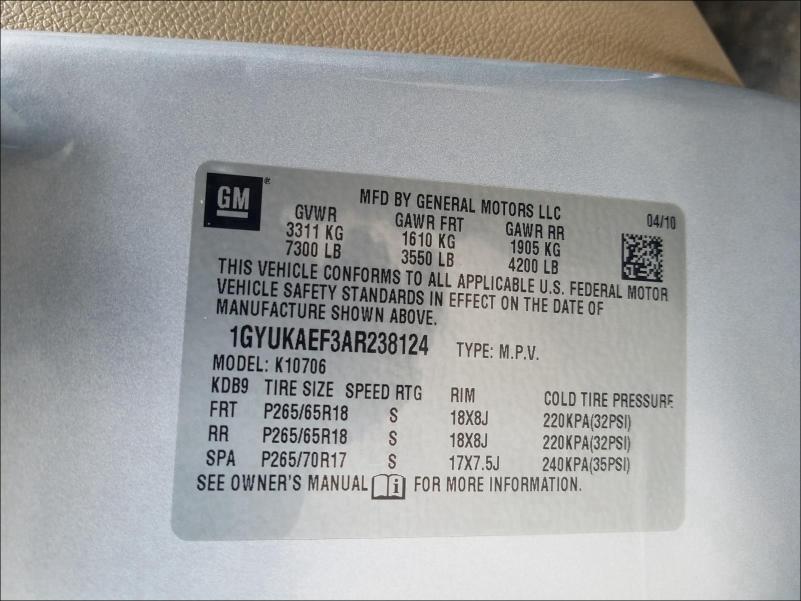 GM ®
MFD BY GENERAL MOTORS LLC
04/10
GVWR GAWR FRT GAWR RR
3311 KG 1610 KG 1905 KG
7300 LB 3550 LB 4200 LB
THIS VEHICLE CONFORMS TO ALL APPLICABLE U.S. FEDERAL MOTOR
VEHICLE SAFETY STANDARDS IN EFFECT ON THE DATE OF
MANUFACTURE SHOWN ABOVE.
1GYUKAEF3AR238124 TYPE: M.P.V.
MODEL: K10706
KDB9 TIRE SIZE SPEED RTG RIM COLD TIRE PRESSURE
FRT P265/65R18 S 18X8J 220KPA(32PSI)
RR P265/65R18 S 18X8J 220KPA(32PSI)
SPA P265/70R17 S 17X7.5J 240KPA(35PSI)
SEE OWNER'S MANUAL i FOR MORE INFORMATION.